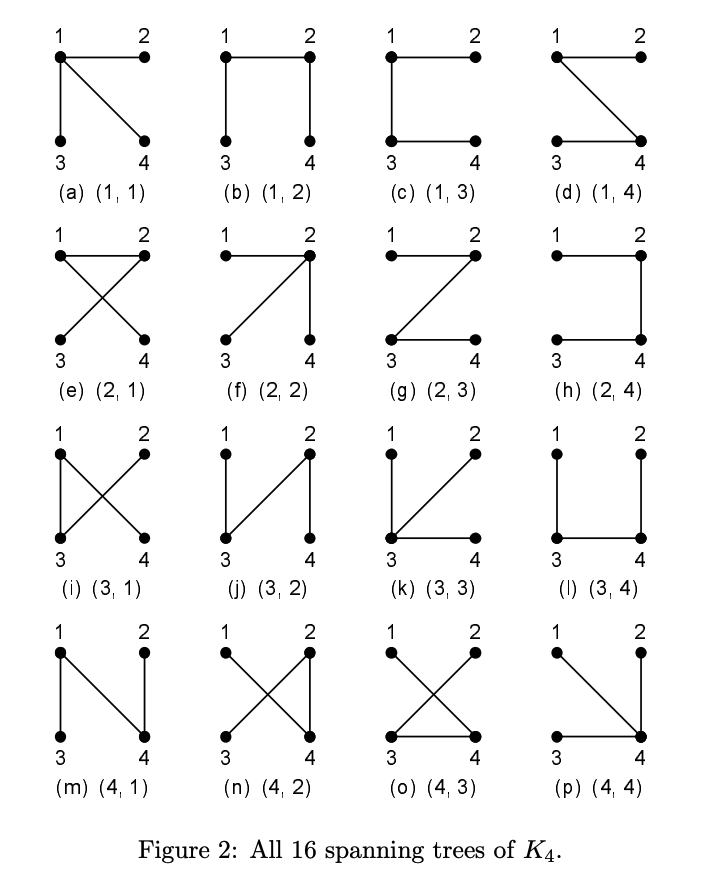 1 2 1 2 1 2 1 2
3 4 3 4 3 4 3 4
(a) (1, 1) (b) (1, 2) (c) (1, 3) (d) (1, 4)
1 2 1 2 1 2 1 2
3 4 3 4 3 4 3 4
(e) (2, 1) (f) (2, 2) (g) (2, 3) (h) (2, 4)
1 2 1 2 1 2 1 2
3 4 3 4 3 4 3 4
(i) (3, 1) (j) (3, 2) (k) (3, 3) (l) (3, 4)
1 2 1 2 1 2 1 2
3 4 3 4 3 4 3 4
(m) (4, 1) (n) (4, 2) (o) (4, 3) (p) (4, 4)
Figure 2: All 16 spanning trees of K₄.